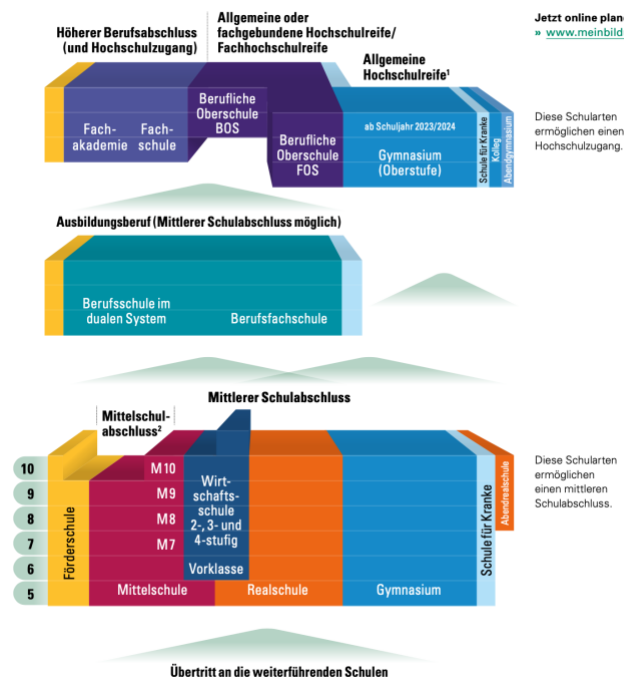 Höherer Berufsabschluss
(und Hochschulzugang)
Allgemeine oder
fachgebundene Hochschulreife/
Fachhochschulreife
Allgemeine
Hochschulreife¹
Jetzt online plane
» www.meinbild
Fach-
akademie
Fach-
schule
Berufliche
Oberschule
BOS
Berufliche
Oberschule
FOS
ab Schuljahr 2023/2024
Gymnasium
(Oberstufe)
Schule für Kranke
Kolleg
Abendgymnasium
Diese Schularten
ermöglichen einen
Hochschulzugang.
Ausbildungsberuf (Mittlerer Schulabschluss möglich)
Berufsschule im
dualen System
Berufsfachschule
Mittlerer Schulabschluss
Mittelschul-
abschluss²
10
9
8
7
6
5
Förderschule
M10
M9
M8
M7
Mittelschule
Wirt-
schafts-
schule
2-, 3- und
4-stufig
Vorklasse
Realschule
Gymnasium
Schule für Kranke
Abendrealschule
Diese Schularten
ermöglichen
einen mittleren
Schulabschluss.
Übertritt an die weiterführenden Schulen